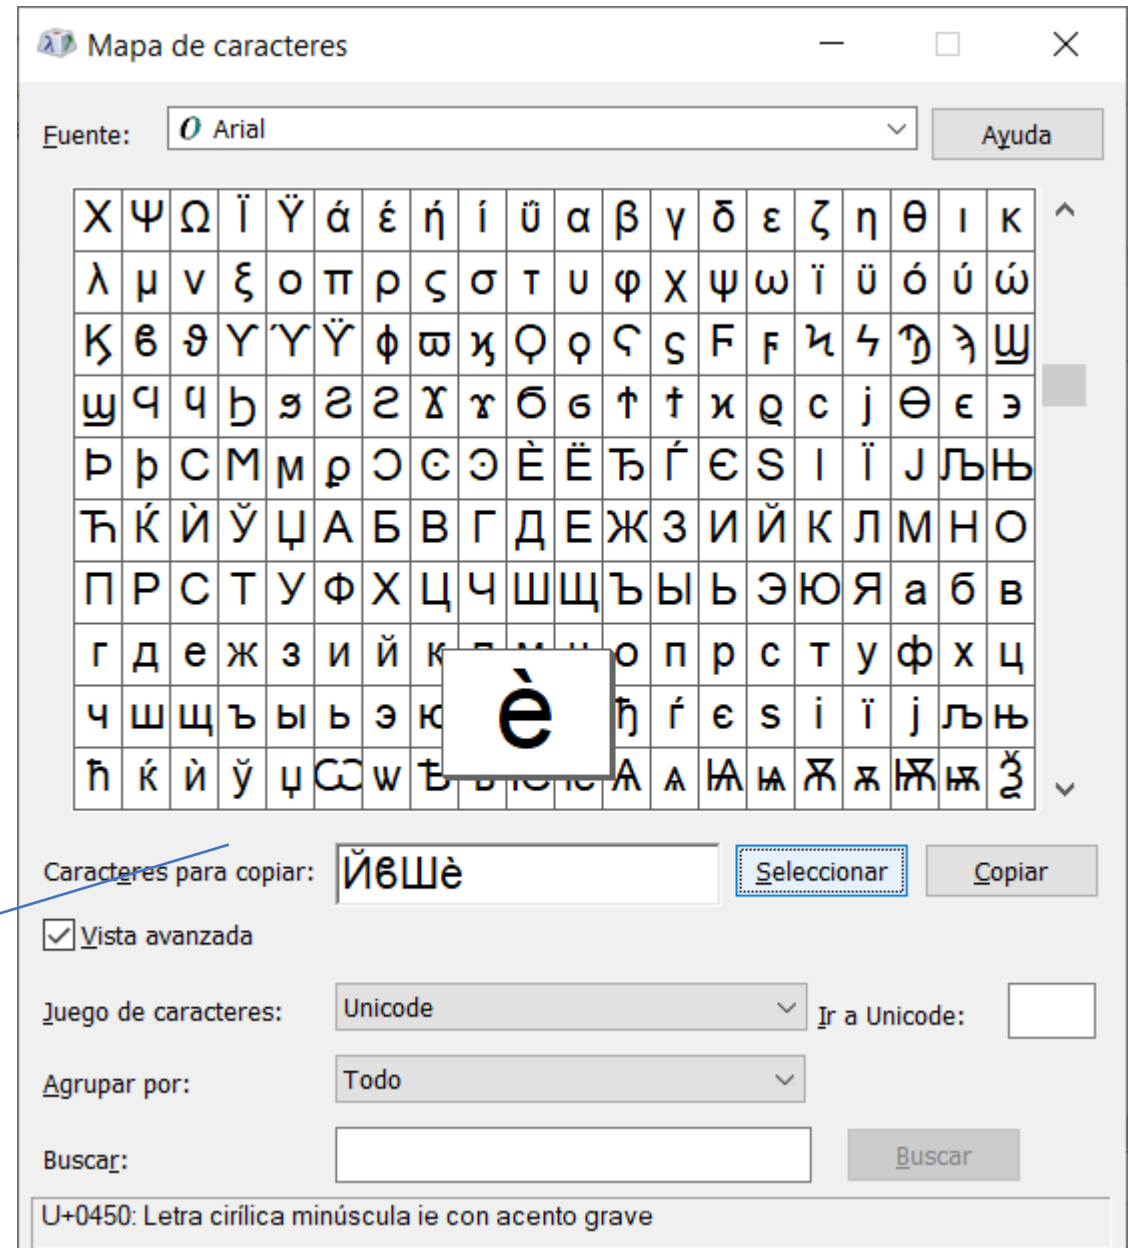 Mapa de caracteres
Fuente: O Arial Ayuda
Χ Ψ Ω Ϊ Ϋ ά έ ή ί ΰ α β γ δ ε ζ η θ ι κ
λ μ ν ξ ο π ρ ς σ τ υ φ χ ψ ω ϊ ϋ ό ύ ώ
Ϗ ϐ ϑ ϒ ϓ ϔ ϕ ϖ ϗ Ϙ ϙ Ϛ ϛ Ϝ ϝ Ϟ ϟ Ϡ ϡ Ϣ
ϣ Ϥ ϥ Ϧ ϧ Ϩ ϩ Ϫ ϫ Ϭ ϭ Ϯ ϯ ϰ ϱ ϲ ϳ ϴ ϵ ϶
Ϸ ϸ Ϲ Ϻ ϻ ϼ Ͻ Ͼ Ͽ Ѐ Ё Ђ Ѓ Є Ѕ І Ї Ј Љ Њ
Ћ Ќ Ѝ Ў Џ А Б В Г Д Е Ж З И Й К Л М Н О
П Р С Т У Ф Х Ц Ч Ш Щ Ъ Ы Ь Э Ю Я а б в
г д е ж з и й к о п р с т у ф х ц
ч ш щ ъ ы ь э ю ѐ ђ ѓ є ѕ і ї ј љ њ
ћ ќ ѝ ў џ Ѡ ѡ Ѣ Ѧ ѧ Ѩ ѩ Ѫ ѫ Ѭ ѭ Ѯ
Caracteres para copiar: ЙϐШѐ Seleccionar Copiar
Vista avanzada
Juego de caracteres: Unicode Ir a Unicode:
Agrupar por: Todo
Buscar: Buscar
U+0450: Letra cirílica minúscula ie con acento grave